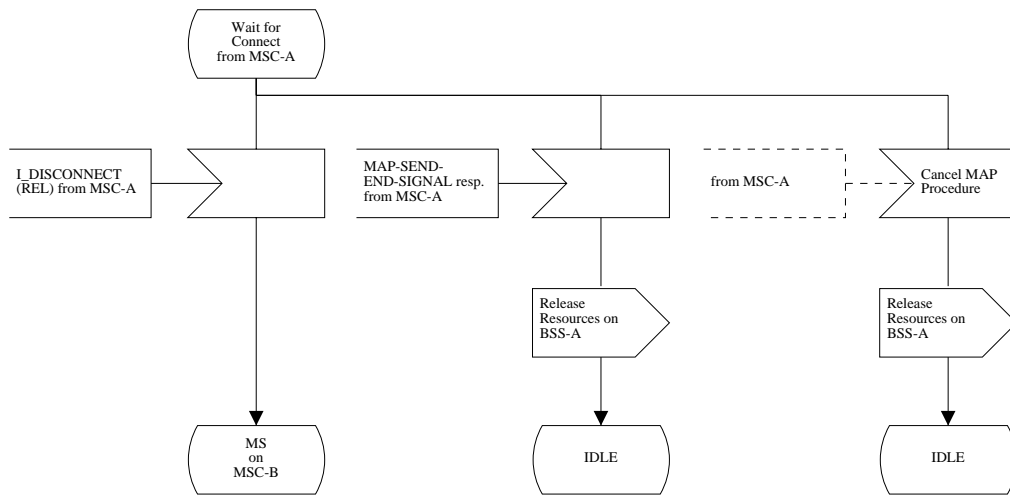 Wait for
Connect
from MSC-A
I_DISCONNECT
(REL) from MSC-A
MAP-SEND-
END-SIGNAL resp.
from MSC-A
from MSC-A
Cancel MAP
Procedure
Release
Resources on
BSS-A
Release
Resources on
BSS-A
MS
on
MSC-B
IDLE
IDLE